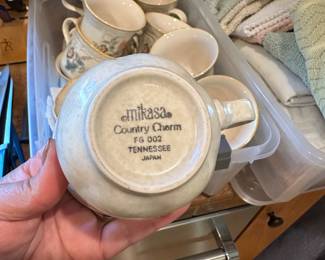 mikasa
Country Charm
FG 002
TENNESSEE
JAPAN